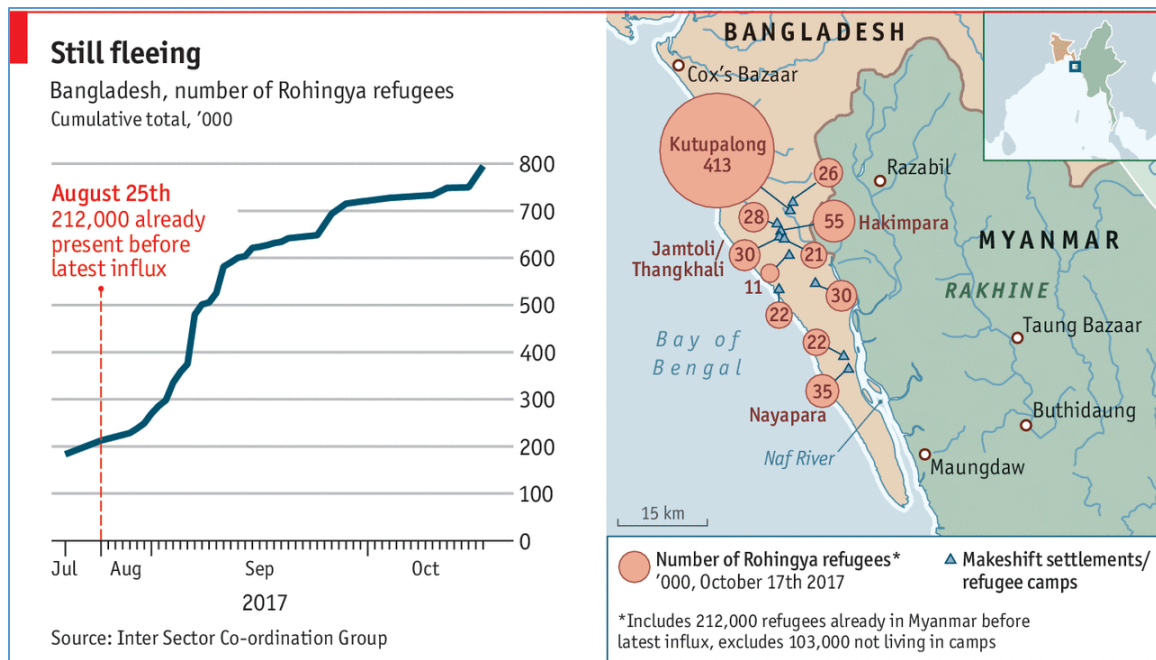 Still fleeing
Bangladesh, number of Rohingya refugees
Cumulative total, ’000
August 25th
212,000 already
present before
latest influx
800
700
600
500
400
300
200
100
0
Jul
Aug
Sep
Oct
2017
Source: Inter Sector Co-ordination Group
BANGLADESH
Cox’s Bazaar
Kutupalong
413
26
Razabil
28
55
Hakimpara
Jamtoli/
Thangkhali
30
21
MYANMAR
11
30
RAKHINE
22
Taung Bazaar
22
Bay of
Bengal
35
Nayapara
Buthidaung
Naf River
Maungdaw
15 km
Number of Rohingya refugees*
’000, October 17th 2017
Makeshift settlements/
refugee camps
*Includes 212,000 refugees already in Myanmar before
latest influx, excludes 103,000 not living in camps